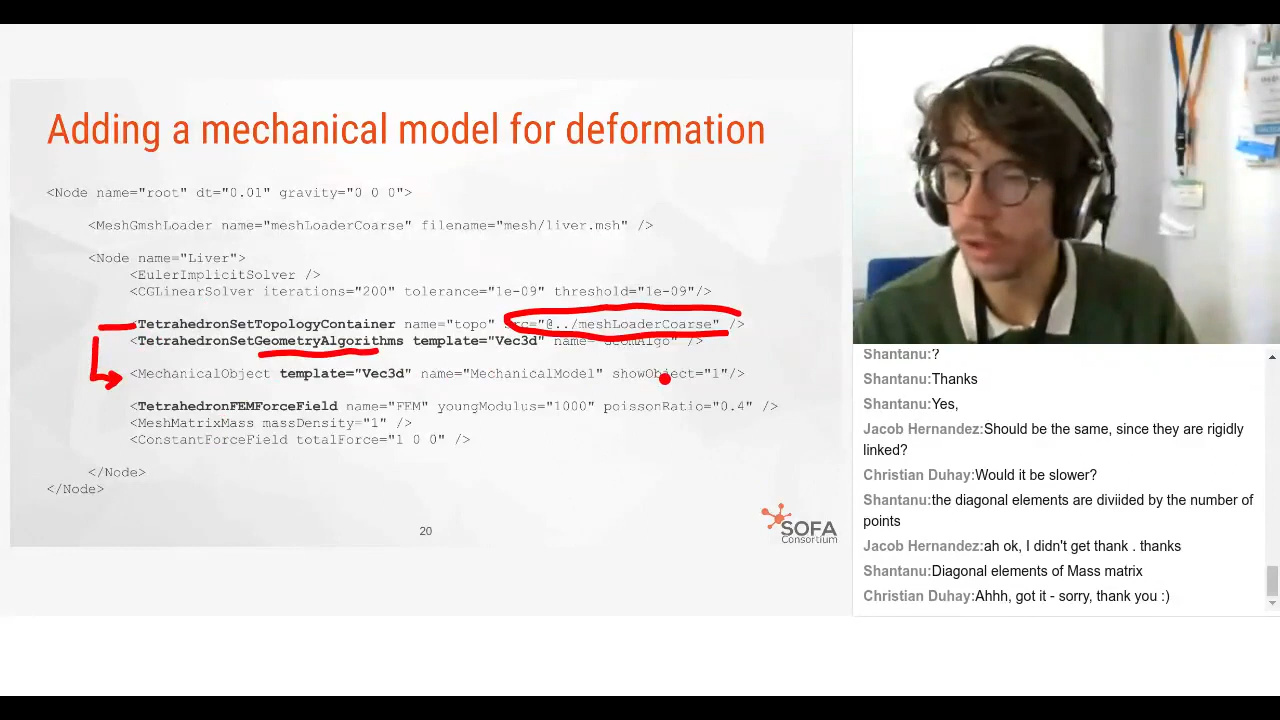 Adding a mechanical model for deformation
<Node name="root" dt="0.01" gravity="0 0 0">
<MeshGmshLoader name="meshLoaderCoarse" filename="mesh/liver.msh" />
<Node name="Liver">
<EulerImplicitSolver />
<CGLinearSolver iterations="200" tolerance="1e-09" threshold="1e-09"/>
<TetrahedronSetTopologyContainer name="topo" src="@../meshLoaderCoarse" />
<TetrahedronSetGeometryAlgorithms template="Vec3d" name="GeomAlgo" />
<MechanicalObject template="Vec3d" name="MechanicalModel" showObject="1"/>
<TetrahedronFEMForceField name="FEM" youngModulus="1000" poissonRatio="0.4" />
<MeshMatrixMass massDensity="1" />
<ConstantForceField totalForce="1 0 0" />
</Node>
</Node>
20
SOFA
Consortium
Shantanu:?
Shantanu:Thanks
Shantanu:Yes,
Jacob Hernandez:Should be the same, since they are rigidly
linked?
Christian Duhay:Would it be slower?
Shantanu:the diagonal elements are diviided by the number of
points
Jacob Hernandez:ah ok, I didn't get thank . thanks
Shantanu:Diagonal elements of Mass matrix
Christian Duhay:Ahhh, got it - sorry, thank you :)